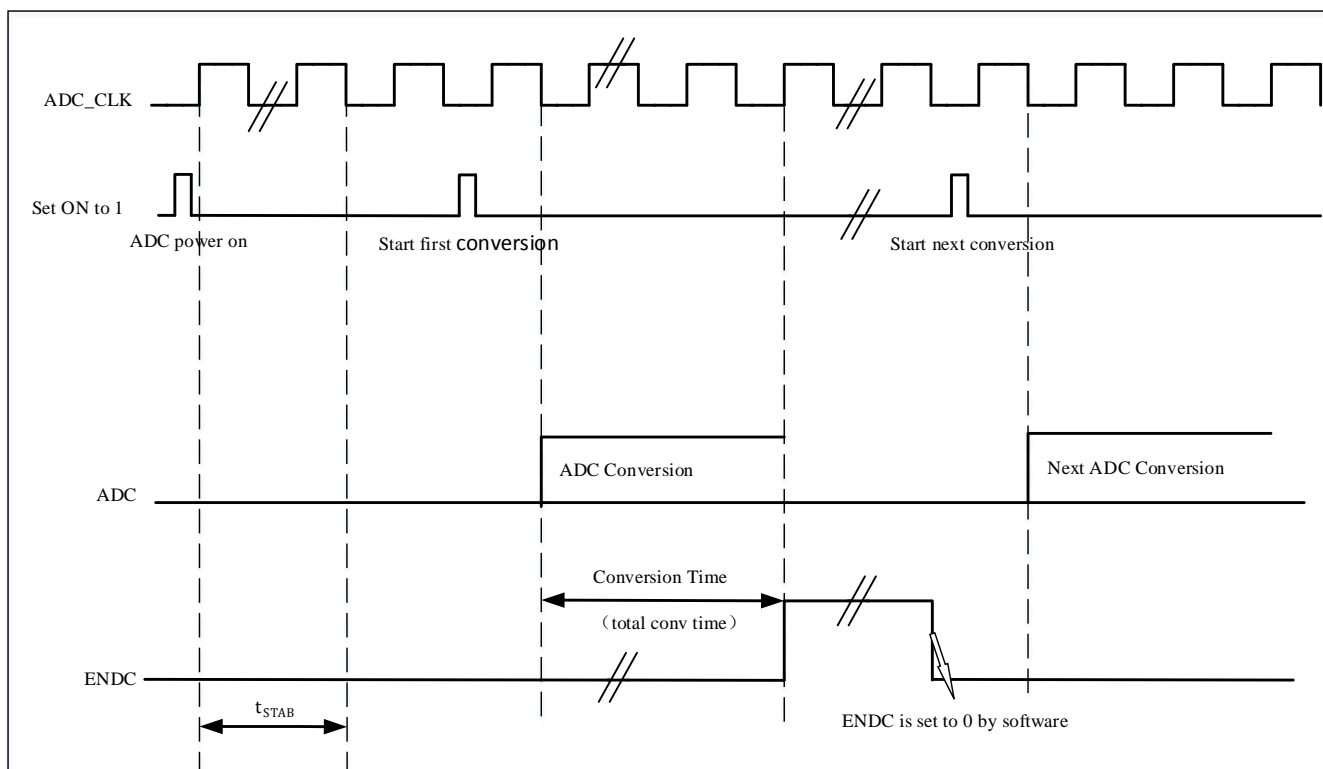 ADC_CLK
Set ON to 1
ADC power on
Start first conversion
Start next conversion
ADC Conversion
Next ADC Conversion
ADC
Conversion Time
（total conv time）
ENDC
tSTAB
ENDC is set to 0 by software